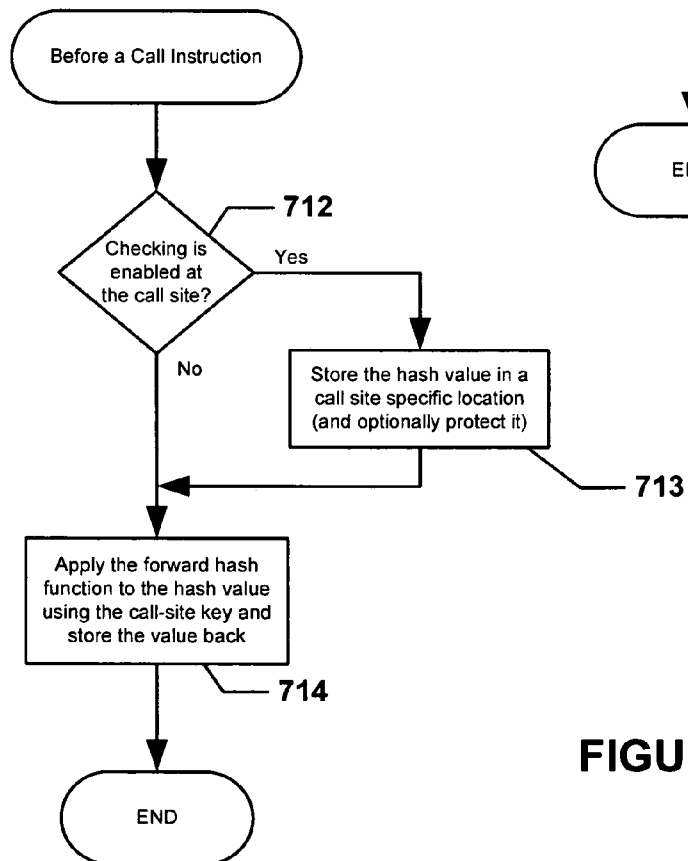 Before a Call Instruction
712
Checking is
enabled at
the call site?
Yes
No
Store the hash value in a
call site specific location
(and optionally protect it)
713
Apply the forward hash
function to the hash value
using the call-site key and
store the value back
714
END